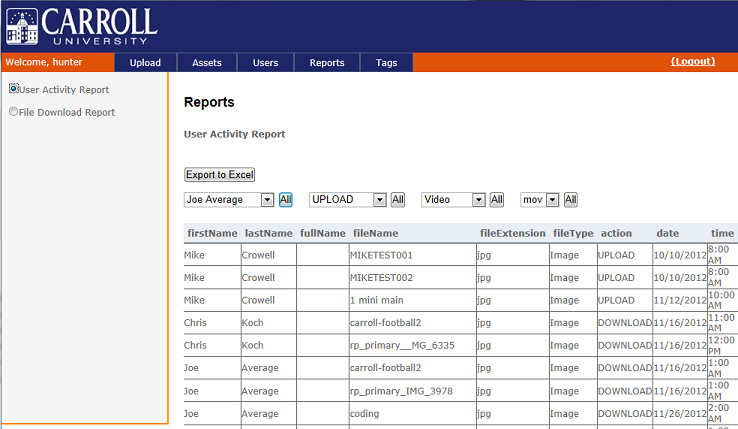 CARROLL
UNIVERSITY
Welcome, hunter Upload Assets Users Reports Tags (Logout)
User Activity Report
File Download Report
Reports
User Activity Report
Export to Excel
Joe Average All UPLOAD All Video All mov All
firstName lastName fullName fileName fileExtension fileType action date time
Mike Crowell MIKETEST001 jpg Image UPLOAD 10/10/2012 8:00 AM
Mike Crowell MIKETEST002 jpg Image UPLOAD 10/10/2012 8:00 AM
Mike Crowell 1 mini main jpg Image UPLOAD 11/12/2012 10:00 AM
Chris Koch carroll-football2 jpg Image DOWNLOAD 11/16/2012 11:00 AM
Chris Koch rp_primary__MG_6335 jpg Image DOWNLOAD 11/16/2012 12:00 PM
Joe Average carroll-football2 jpg Image DOWNLOAD 11/16/2012 1:00 AM
Joe Average rp_primary_IMG_3978 jpg Image DOWNLOAD 11/16/2012 1:00 AM
Joe Average coding jpg Image DOWNLOAD 11/26/2012 2:00 AM